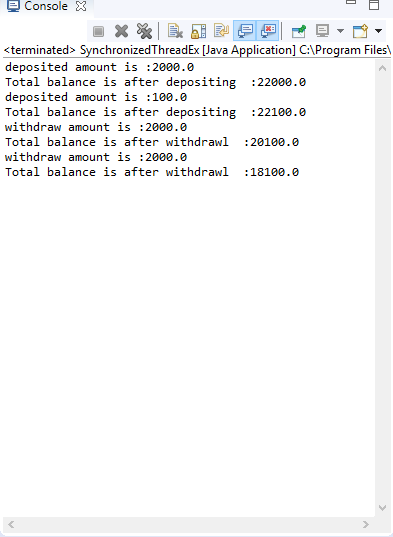 Console
<terminated> SynchronizedThreadEx [Java Application] C:\Program Files\
deposited amount is :2000.0
Total balance is after depositing  :22000.0
deposited amount is :100.0
Total balance is after depositing  :22100.0
withdraw amount is :2000.0
Total balance is after withdrawl  :20100.0
withdraw amount is :2000.0
Total balance is after withdrawl  :18100.0